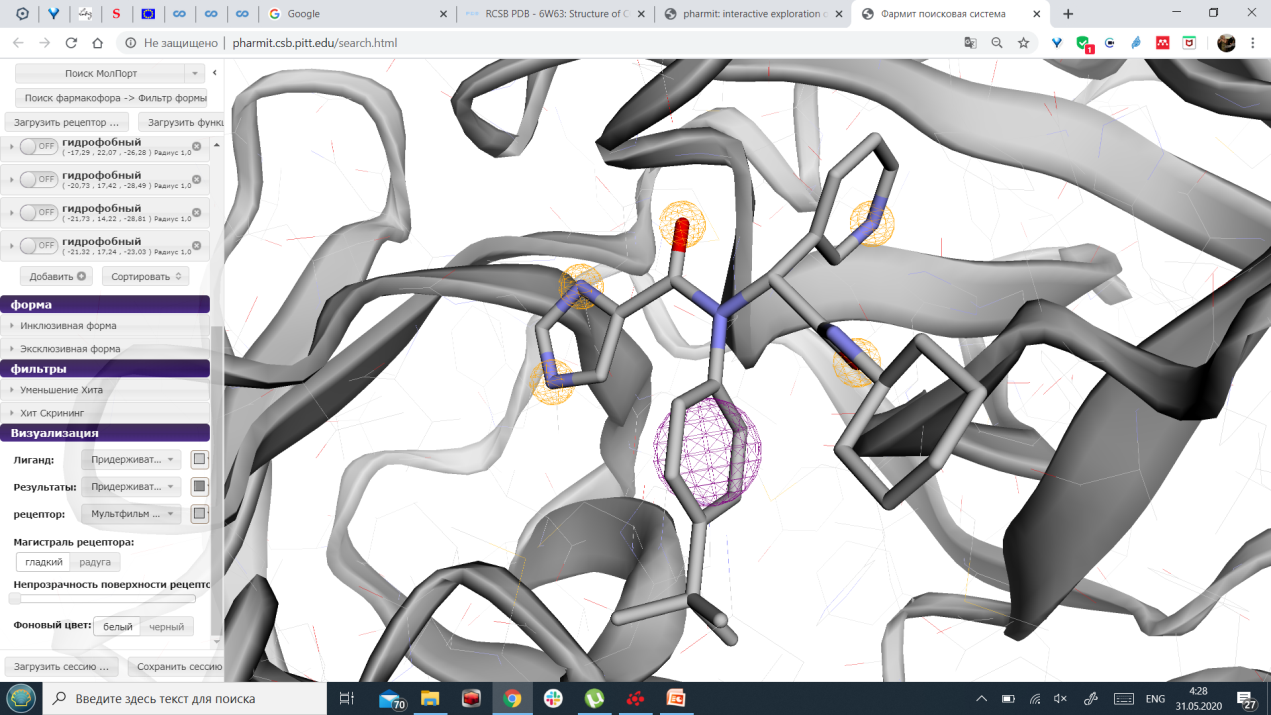 Google
RCSB PDB - 6W63: Structure of C
pharmit: interactive exploration c
Фармит поисковая система
Не защищено
pharmit.csb.pitt.edu/search.html
1
Поиск МолПорт
Поиск фармакофора -> Фильтр формы
Загрузить рецептор ...
Загрузить функц
OFF
гидрофобный
( -17,29 , 22,07 , -26,28 ) Радиус 1,0
OFF
гидрофобный
( -20,73 , 17,42 , -28,49 ) Радиус 1,0
OFF
гидрофобный
( -21,73 , 14,22 , -28,81 ) Радиус 1,0
OFF
гидрофобный
( -21,32 , 17,24 , -23,03 ) Радиус 1,0
Добавить
Сортировать
форма
Инклюзивная форма
Эксклюзивная форма
фильтры
Уменьшение Хита
Хит Скрининг
Визуализация
Лиганд: Придерживат...
Результаты: Придерживат...
рецептор: Мультфильм ...
Магистраль рецептора:
гладкий радуга
Непрозрачность поверхности рецепто
Фоновый цвет: белый черный
Загрузить сессию ...
Сохранить сессию
Введите здесь текст для поиска
70
ENG
4:28
31.05.2020
27